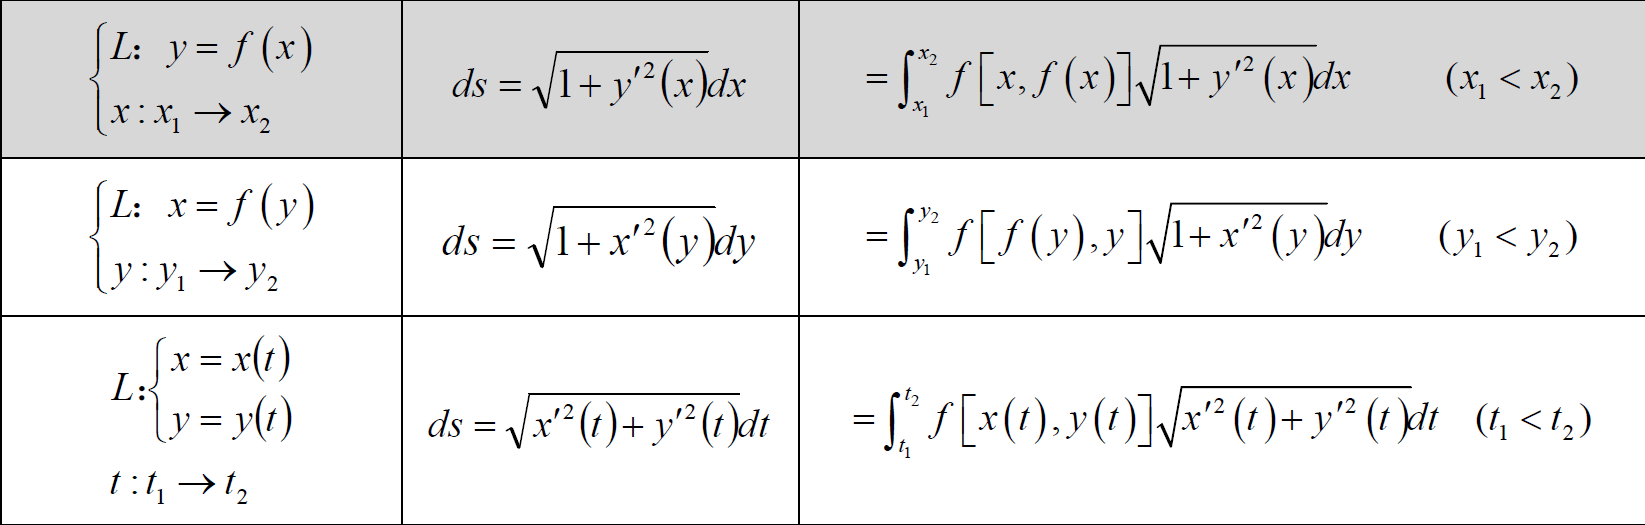 { L： y = f(x)
x : x₁ → x₂
ds = √(1 + y′²(x))dx
= ∫_{x₁}^{x₂} f[x, f(x)]√(1 + y′²(x))dx (x₁ < x₂)
{ L： x = f(y)
y : y₁ → y₂
ds = √(1 + x′²(y))dy
= ∫_{y₁}^{y₂} f[f(y), y]√(1 + x′²(y))dy (y₁ < y₂)
L：{ x = x(t)
y = y(t)
t : t₁ → t₂
ds = √(x′²(t) + y′²(t))dt
= ∫_{t₁}^{t₂} f[x(t), y(t)]√(x′²(t) + y′²(t))dt (t₁ < t₂)